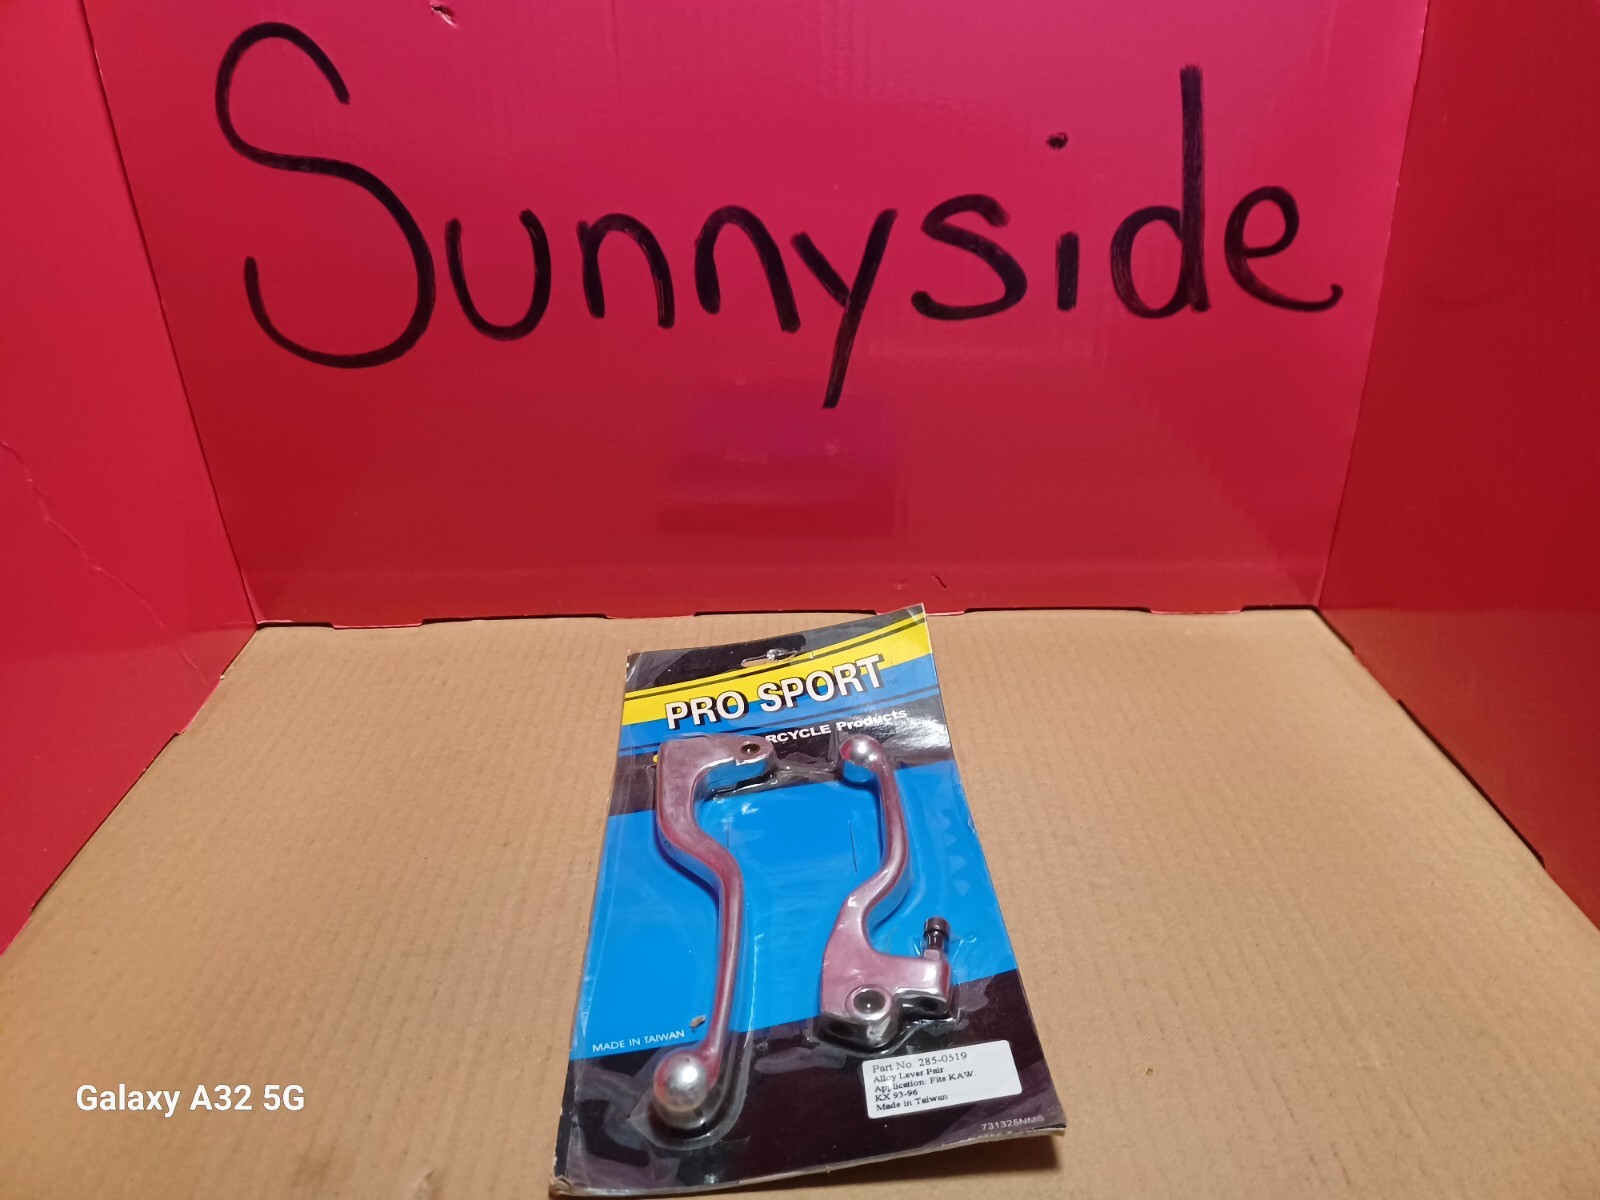 Sunnyside
PRO SPORT
RCYCLE Products
MADE IN TAIWAN
Part No 285-0519
Alloy Lever Pair
Application: Fits KAW.
KX 93-96
Made in Taiwan
731325NMS
Galaxy A32 5G